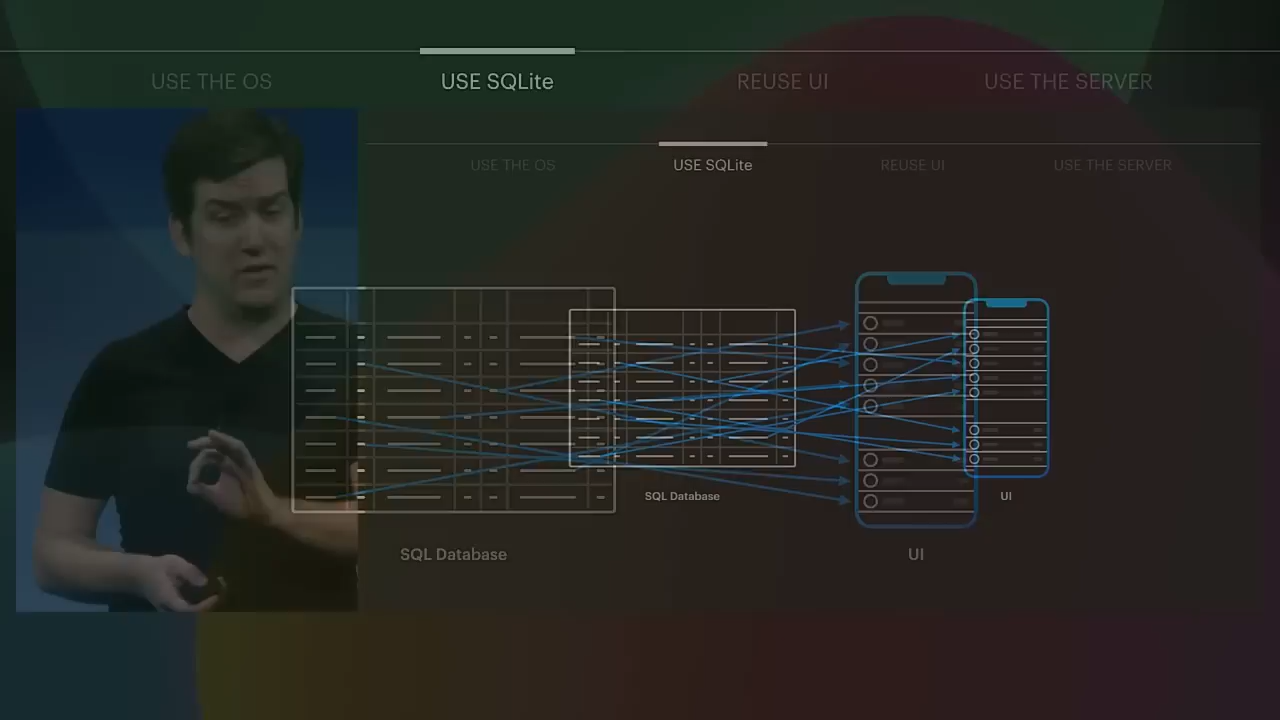 USE THE OS
USE SQLite
REUSE UI
USE THE SERVER
USE THE OS
USE SQLite
REUSE UI
USE THE SERVER
SQL Database
UI
SQL Database
UI